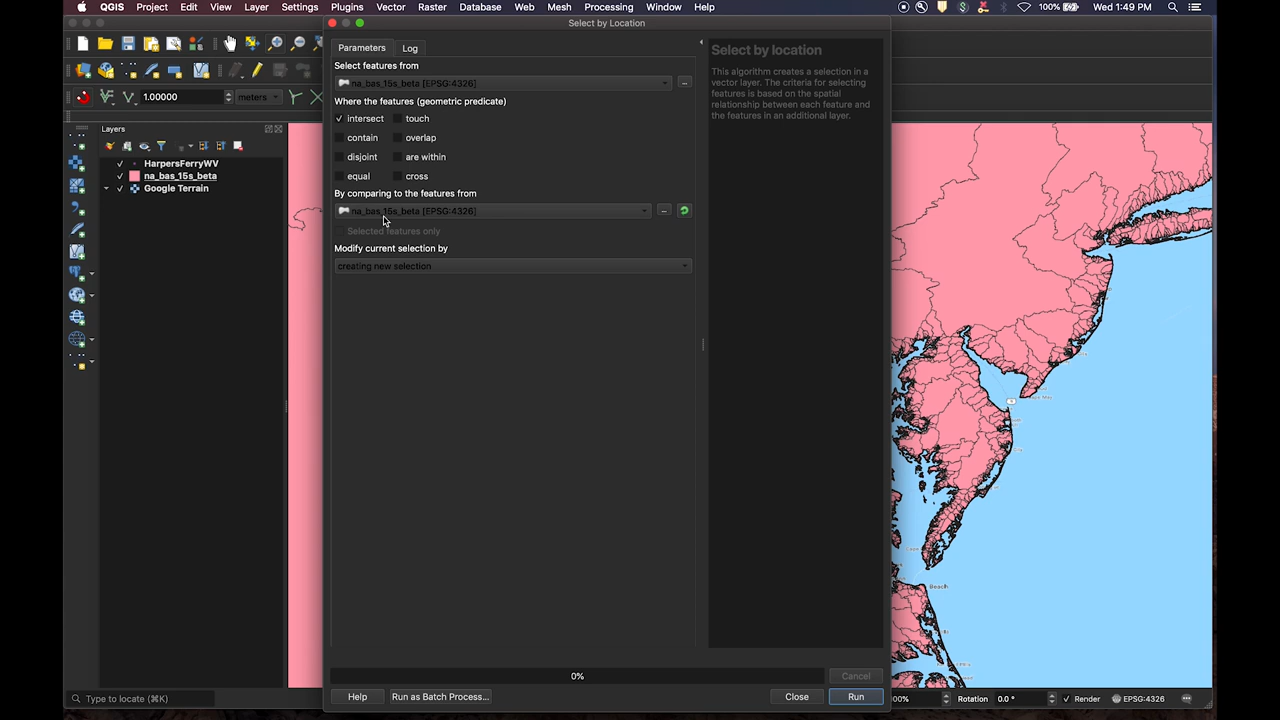 QGIS Project Edit View Layer Settings Plugins Vector Raster Database Web Mesh Processing Window Help 100% Wed 1:49 PM
Select by Location
Parameters Log
Select by location
Select features from
na_bas_15s_beta [EPSG:4326] ...
This algorithm creates a selection in a
vector layer. The criteria for selecting
features is based on the spatial
relationship between each feature and
the features in an additional layer.
1.00000 meters
Where the features (geometric predicate)
intersect touch
contain overlap
disjoint are within
equal cross
Layers
HarpersFerryWV
na_bas_15s_beta
Google Terrain
By comparing to the features from
na_bas_15s_beta [EPSG:4326] ...
Selected features only
Modify current selection by
creating new selection
Beach
0% Cancel
Help Run as Batch Process... Close Run
Type to locate (⌘K) 00% Rotation 0.0° Render EPSG:4326